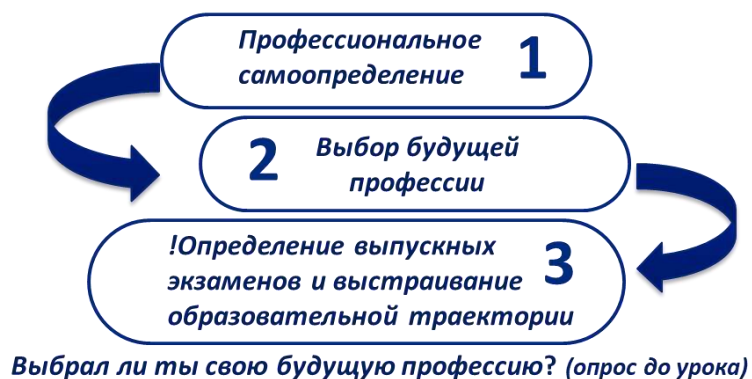 Профессиональное
самоопределение 1
2 Выбор будущей
профессии
!Определение выпускных
экзаменов и выстраивание 3
образовательной траектории
Выбрал ли ты свою будущую профессию? (опрос до урока)